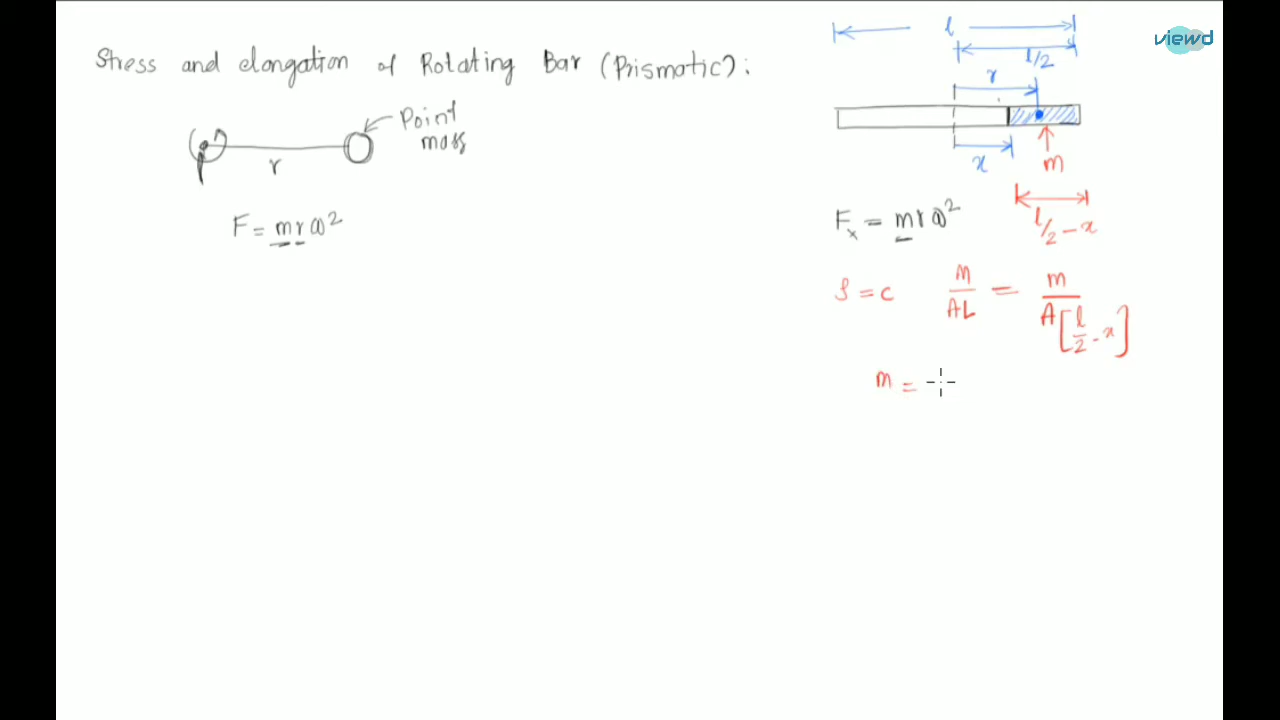 viewd
l
Stress and elongation of Rotating Bar (Prismatic):
l/2
r
Point
mass
r
x
m
F = mrω²
Fₓ = mrω²
l/2 - x
ρ = c M/AL = m/A[l/2 - x]
m =